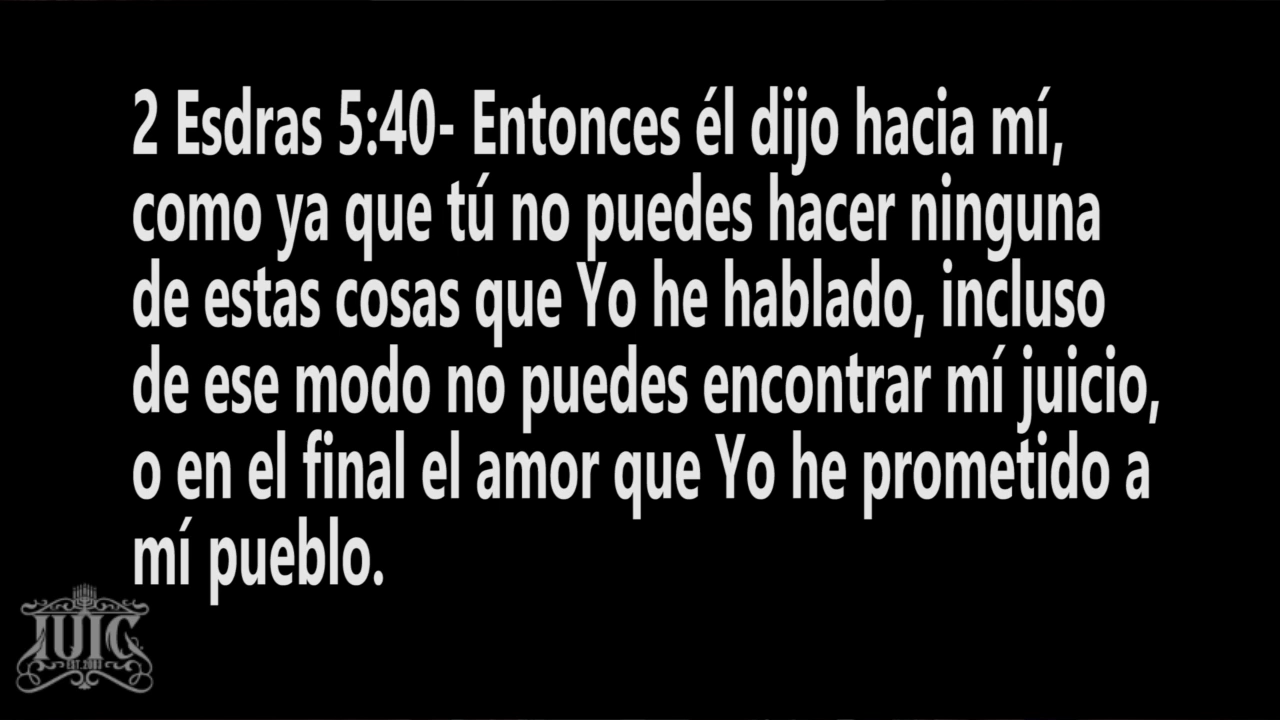 2 Esdras 5:40- Entonces él dijo hacia mí,
como ya que tú no puedes hacer ninguna
de estas cosas que Yo he hablado, incluso
de ese modo no puedes encontrar mí juicio,
o en el final el amor que Yo he prometido a
mí pueblo.
IUIC
EST.2003